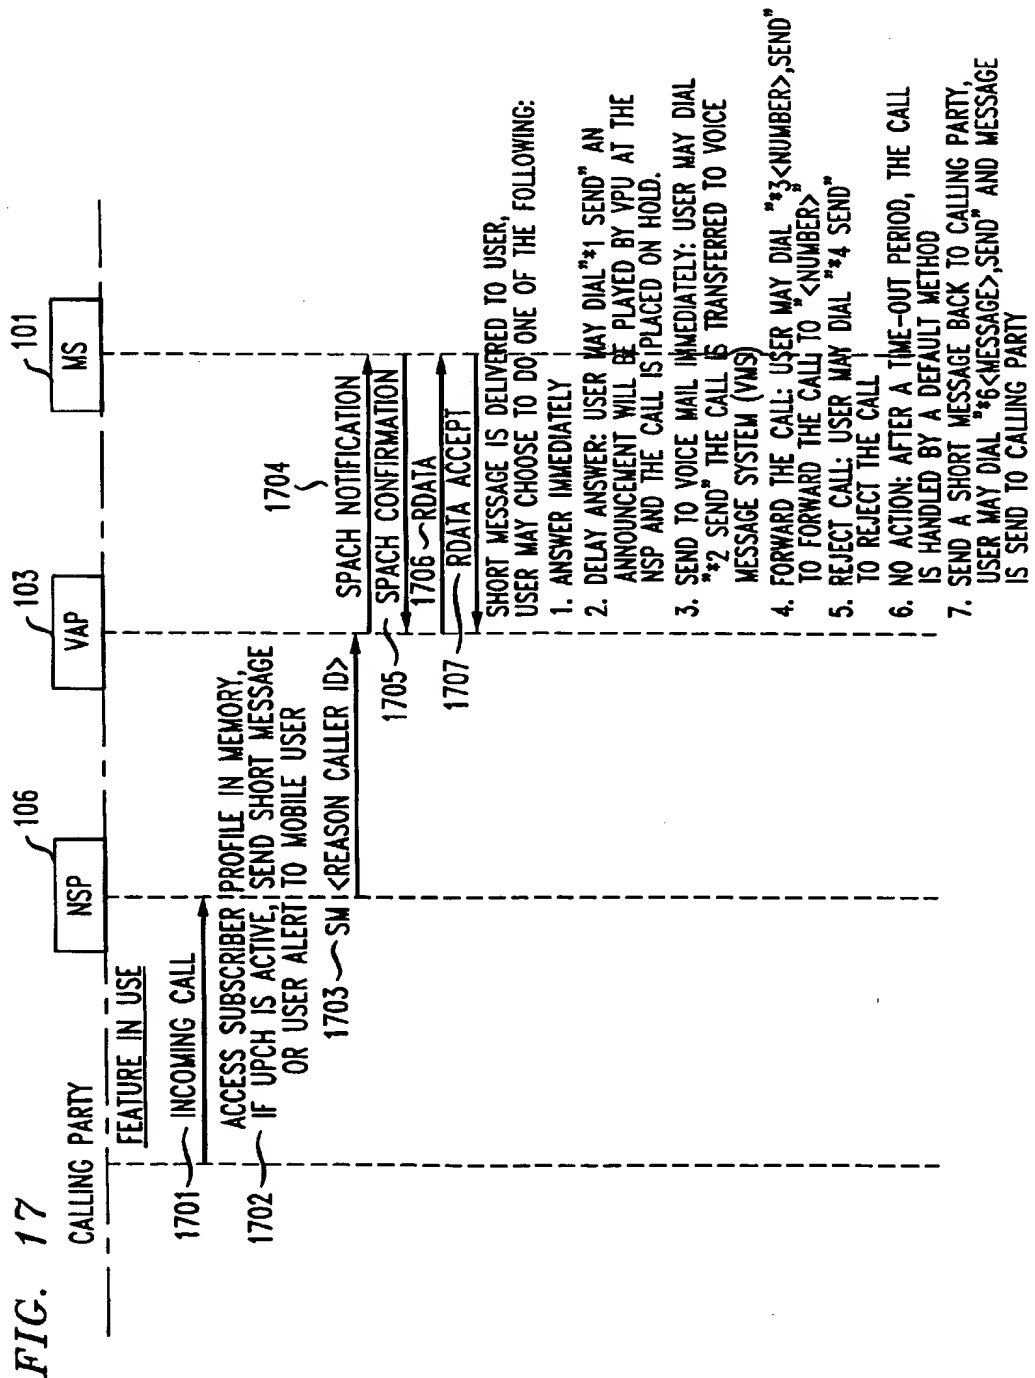 FIG. 17
CALLING PARTY
NSP
106
VAP
103
MS
101
FEATURE IN USE
1701
INCOMING CALL
1702
ACCESS SUBSCRIBER PROFILE IN MEMORY,
IF UPCH IS ACTIVE, SEND SHORT MESSAGE
OR USER ALERT TO MOBILE USER
1703
SM <REASON CALLER ID>
1704
SPACH NOTIFICATION
1705
SPACH CONFIRMATION
1706
RDATA
1707
RDATA ACCEPT
SHORT MESSAGE IS DELIVERED TO USER,
USER MAY CHOOSE TO DO ONE OF THE FOLLOWING:
1. ANSWER IMMEDIATELY
2. DELAY ANSWER: USER MAY DIAL"*1 SEND" AN
ANNOUNCEMENT WILL BE PLAYED BY VPU AT THE
NSP AND THE CALL IS PLACED ON HOLD.
3. SEND TO VOICE MAIL IMMEDIATELY: USER MAY DIAL
"*2 SEND" THE CALL IS TRANSFERRED TO VOICE
MESSAGE SYSTEM (VMS)
4. FORWARD THE CALL: USER MAY DIAL "*3<NUMBER>,SEND"
TO FORWARD THE CALL TO "<NUMBER>"
5. REJECT CALL: USER MAY DIAL "*4 SEND"
TO REJECT THE CALL
6. NO ACTION: AFTER A TIME-OUT PERIOD, THE CALL
IS HANDLED BY A DEFAULT METHOD
7. SEND A SHORT MESSAGE BACK TO CALLING PARTY,
USER MAY DIAL "*6<MESSAGE>,SEND" AND MESSAGE
IS SEND TO CALLING PARTY